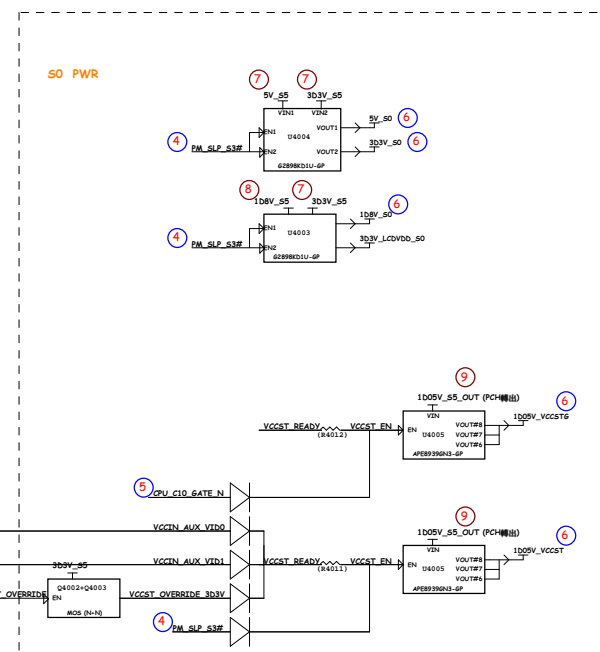 S0 PWR
7
7
5V_S5
3D3V_S5
VIN1
VIN2
4
PM_SLP_S3#
EN1
EN2
U4004
VOUT1
VOUT2
G2898KD1U-GP
5V_S0
6
3D3V_S0
6
8
7
1D8V_S5
3D3V_S5
4
PM_SLP_S3#
EN1
EN2
U4003
G2898KD1U-GP
6
1D8V_S0
3D3V_LCDVDD_S0
9
1D05V_S5_OUT (PCH轉出)
VIN
VCCST_READY
(R4012)
VCCST_EN
EN
U4005
VOUT#8
VOUT#7
VOUT#6
APE8939GN3-GP
1D05V_VCCSTG
6
5
CPU_C10_GATE_N
VCCIN_AUX_VID0
VCCIN_AUX_VID1
VCCST_READY
(R4011)
VCCST_EN
9
1D05V_S5_OUT (PCH轉出)
VIN
EN
U4005
VOUT#8
VOUT#7
VOUT#6
APE8939GN3-GP
6
1D05V_VCCST
3D3V_S5
T_OVERRIDE
EN
Q4002+Q4003
MOS (N+N)
VCCST_OVERRIDE_3D3V
4
PM_SLP_S3#